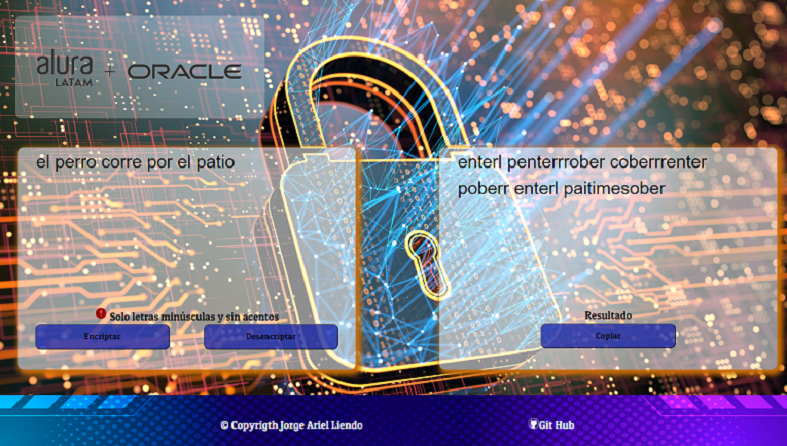 alura
LATAM
+
ORACLE
el perro corre por el patio
enterl penterrrober coberrrenter
poberr enterl paitimesober
! Solo letras minúsculas y sin acentos
Encriptar
Desencriptar
Resultado
Copiar
© Copyrigth Jorge Ariel Liendo
Git Hub